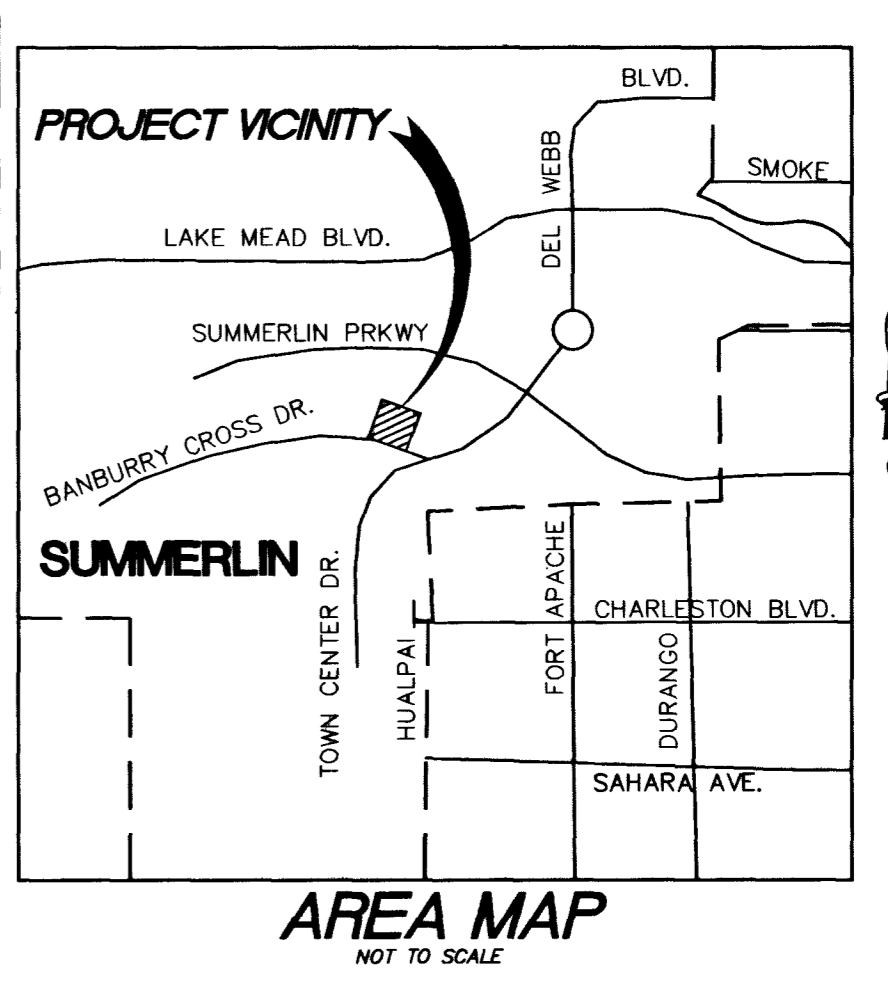 BLVD.
PROJECT VICINITY
DEL WEBB
SMOKE
LAKE MEAD BLVD.
SUMMERLIN PRKWY
BANBURRY CROSS DR.
SUMMERLIN
TOWN CENTER DR.
HUALPAI
FORT APACHE
CHARLESTON BLVD.
DURANGO
SAHARA AVE.
AREA MAP
NOT TO SCALE